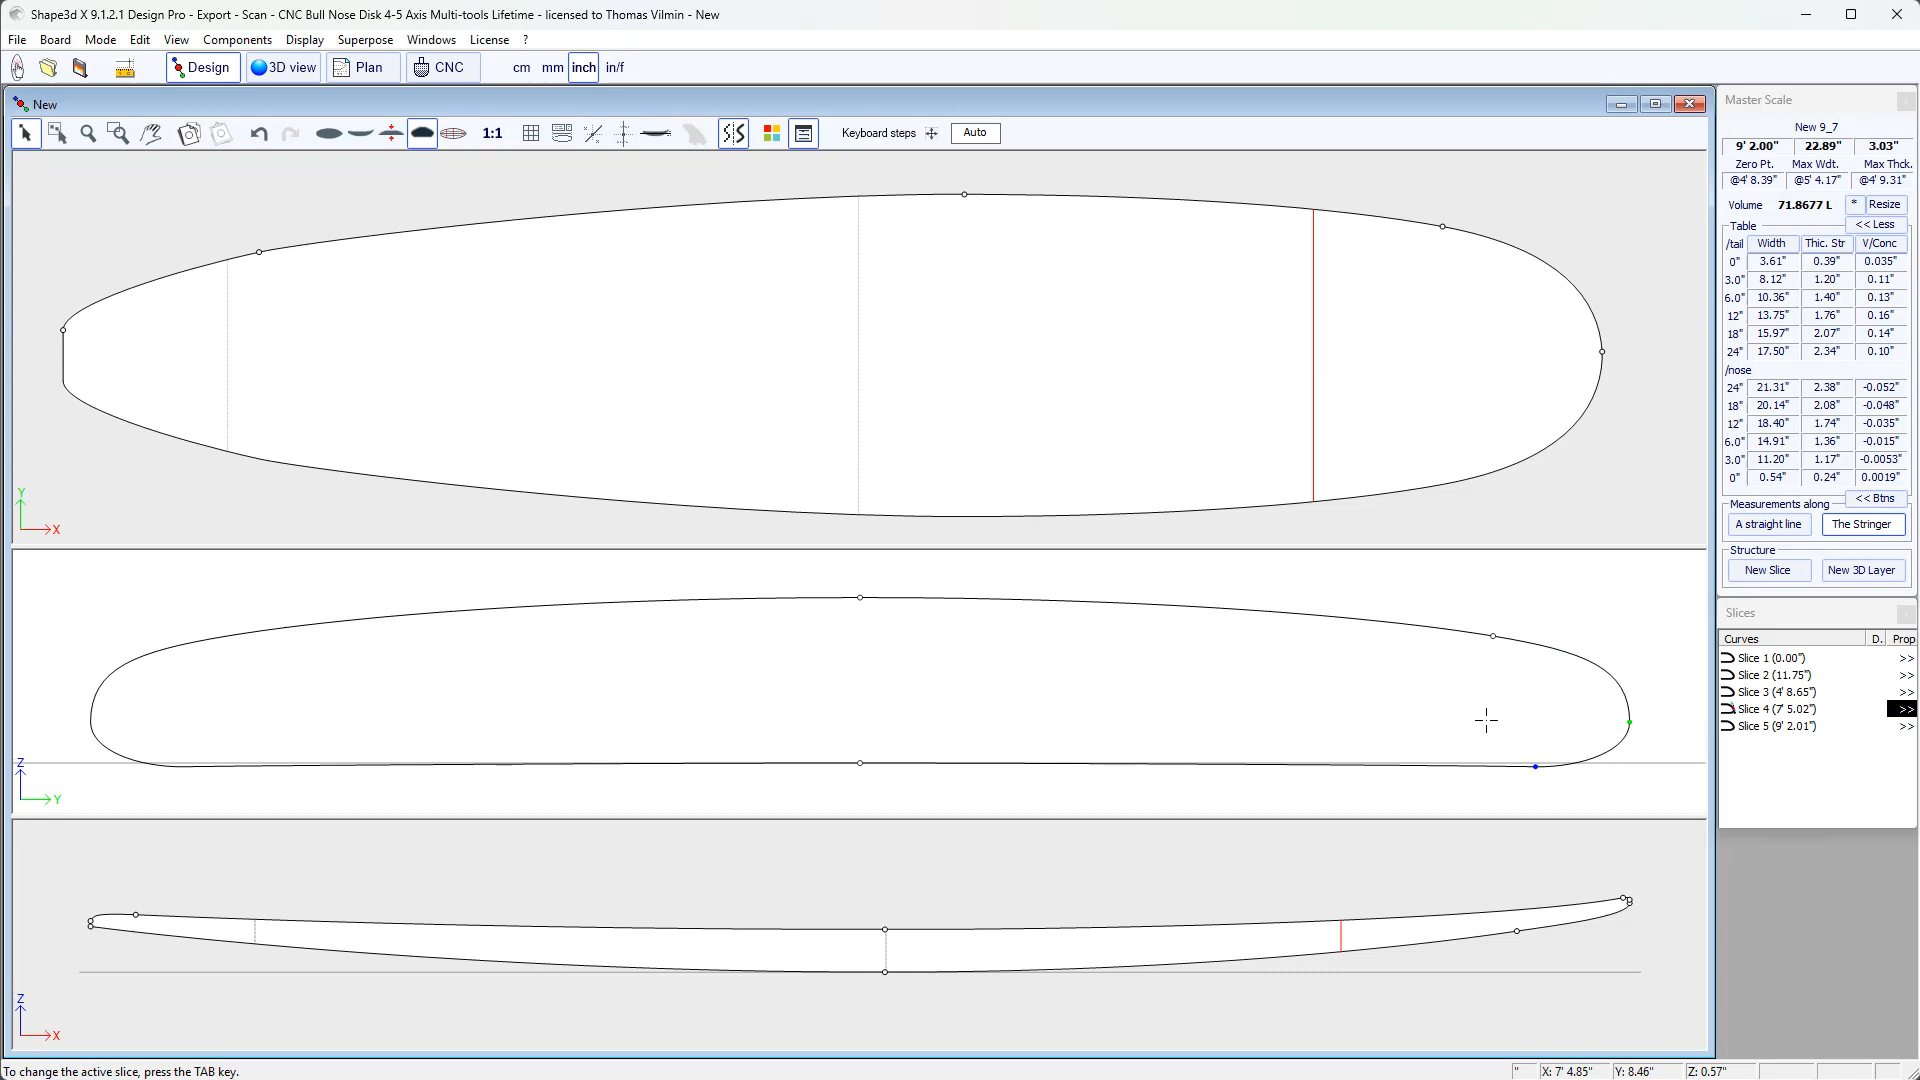 Shape3d X 9.1.2.1 Design Pro - Export - Scan - CNC Bull Nose Disk 4-5 Axis Multi-tools Lifetime - licensed to Thomas Vilmin - New
File Board Mode Edit View Components Display Superpose Windows License ?
Design 3D view Plan CNC cm mm inch in/f
New
1:1 Keyboard steps Auto
Y
X
Z
Y
Z
X
Master Scale
New 9_7
9' 2.00" 22.89" 3.03"
Zero Pt. Max Wdt. Max Thck.
@4' 8.39" @5' 4.17" @4' 9.31"
Volume 71.8677 L * Resize
<< Less
Table
/tail Width Thic. Str V/Conc
0" 3.61" 0.39" 0.035"
3.0" 8.12" 1.20" 0.11"
6.0" 10.36" 1.40" 0.13"
12" 13.75" 1.76" 0.16"
18" 15.97" 2.07" 0.14"
24" 17.50" 2.34" 0.10"
/nose
24" 21.31" 2.38" -0.052"
18" 20.14" 2.08" -0.048"
12" 18.40" 1.74" -0.035"
6.0" 14.91" 1.36" -0.015"
3.0" 11.20" 1.17" -0.0053"
0" 0.54" 0.24" 0.0019"
<< Btns
Measurements along
A straight line The Stringer
Structure
New Slice New 3D Layer
Slices
Curves D. Prop
Slice 1 (0.00") >>
Slice 2 (11.75") >>
Slice 3 (4' 8.65") >>
Slice 4 (7' 5.02") >>
Slice 5 (9' 2.01") >>
To change the active slice, press the TAB key.
" X: 7' 4.85" Y: 8.46" Z: 0.57"